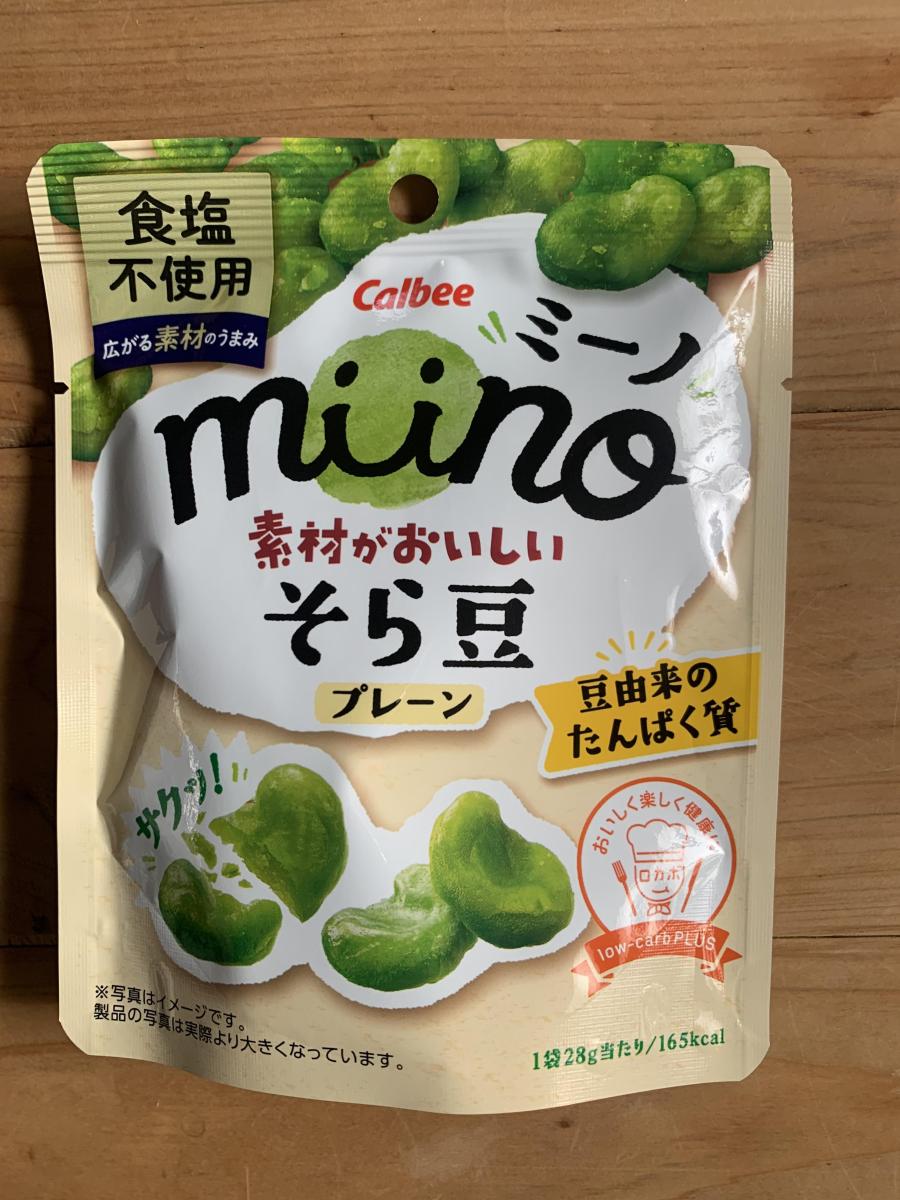 食塩
不使用
広がる素材のうまみ
Calbee
ミーノ
miino
素材がおいしい
そら豆
プレーン
豆由来の
たんぱく質
サクッ!
おいしく楽しく健康に
ロカボ
low-carbPLUS
※写真はイメージです。
製品の写真は実際より大きくなっています。
1袋28g当たり/165kcal